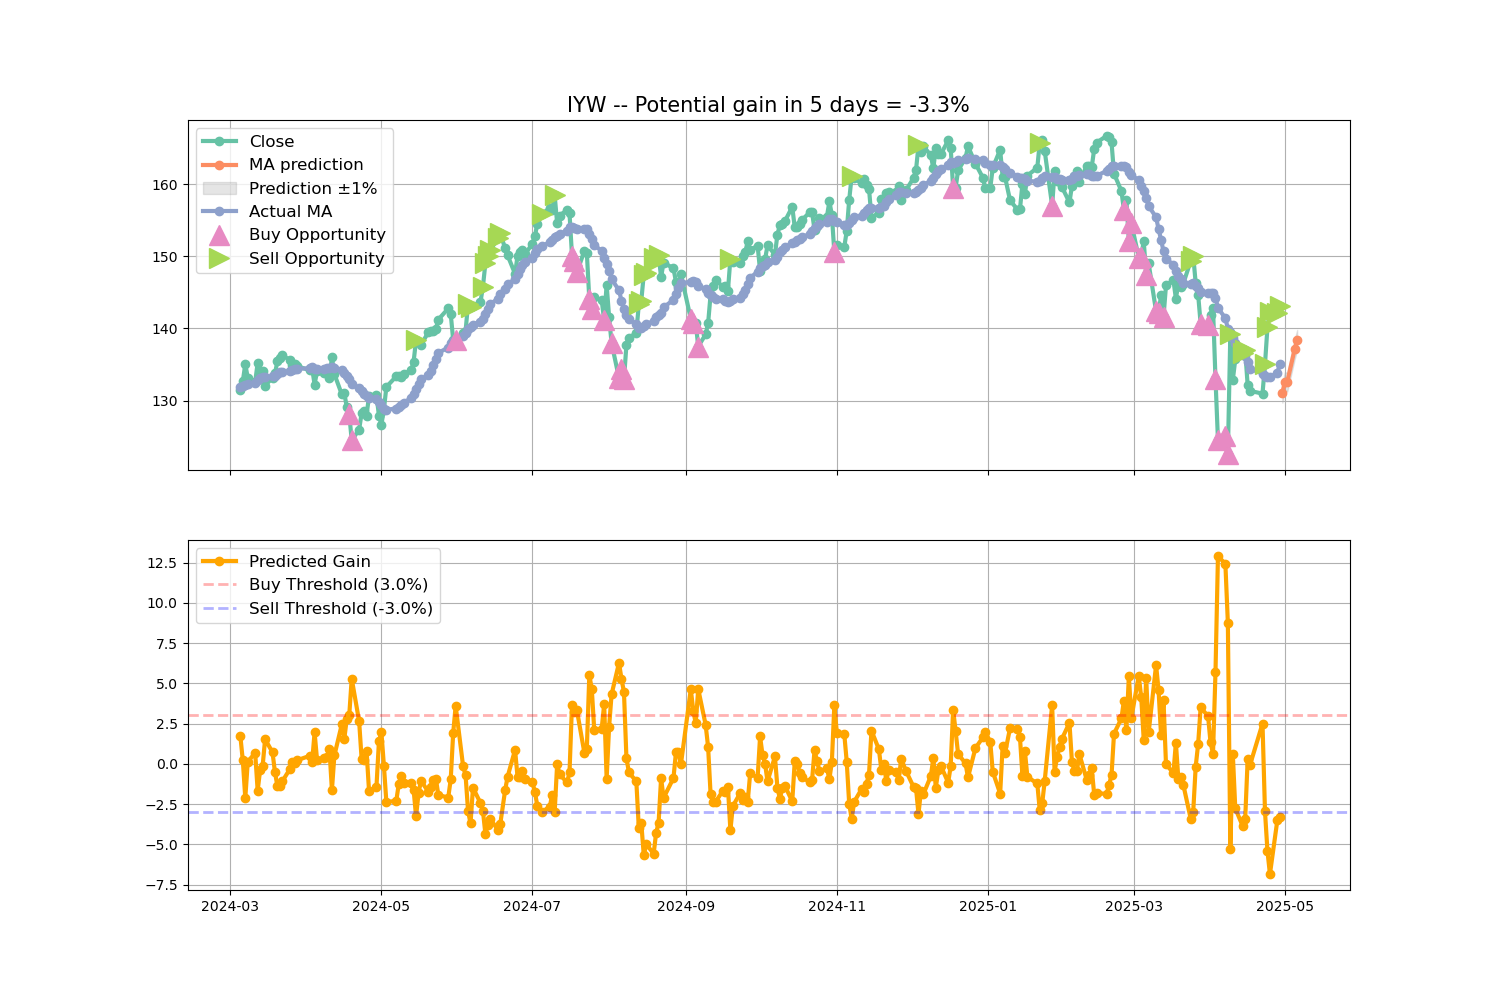 IYW -- Potential gain in 5 days = -3.3%
Close
MA prediction
Prediction ±1%
Actual MA
Buy Opportunity
Sell Opportunity
160
150
140
130
Predicted Gain
Buy Threshold (3.0%)
Sell Threshold (-3.0%)
12.5
10.0
7.5
5.0
2.5
0.0
−2.5
−5.0
−7.5
2024-03 2024-05 2024-07 2024-09 2024-11 2025-01 2025-03 2025-05